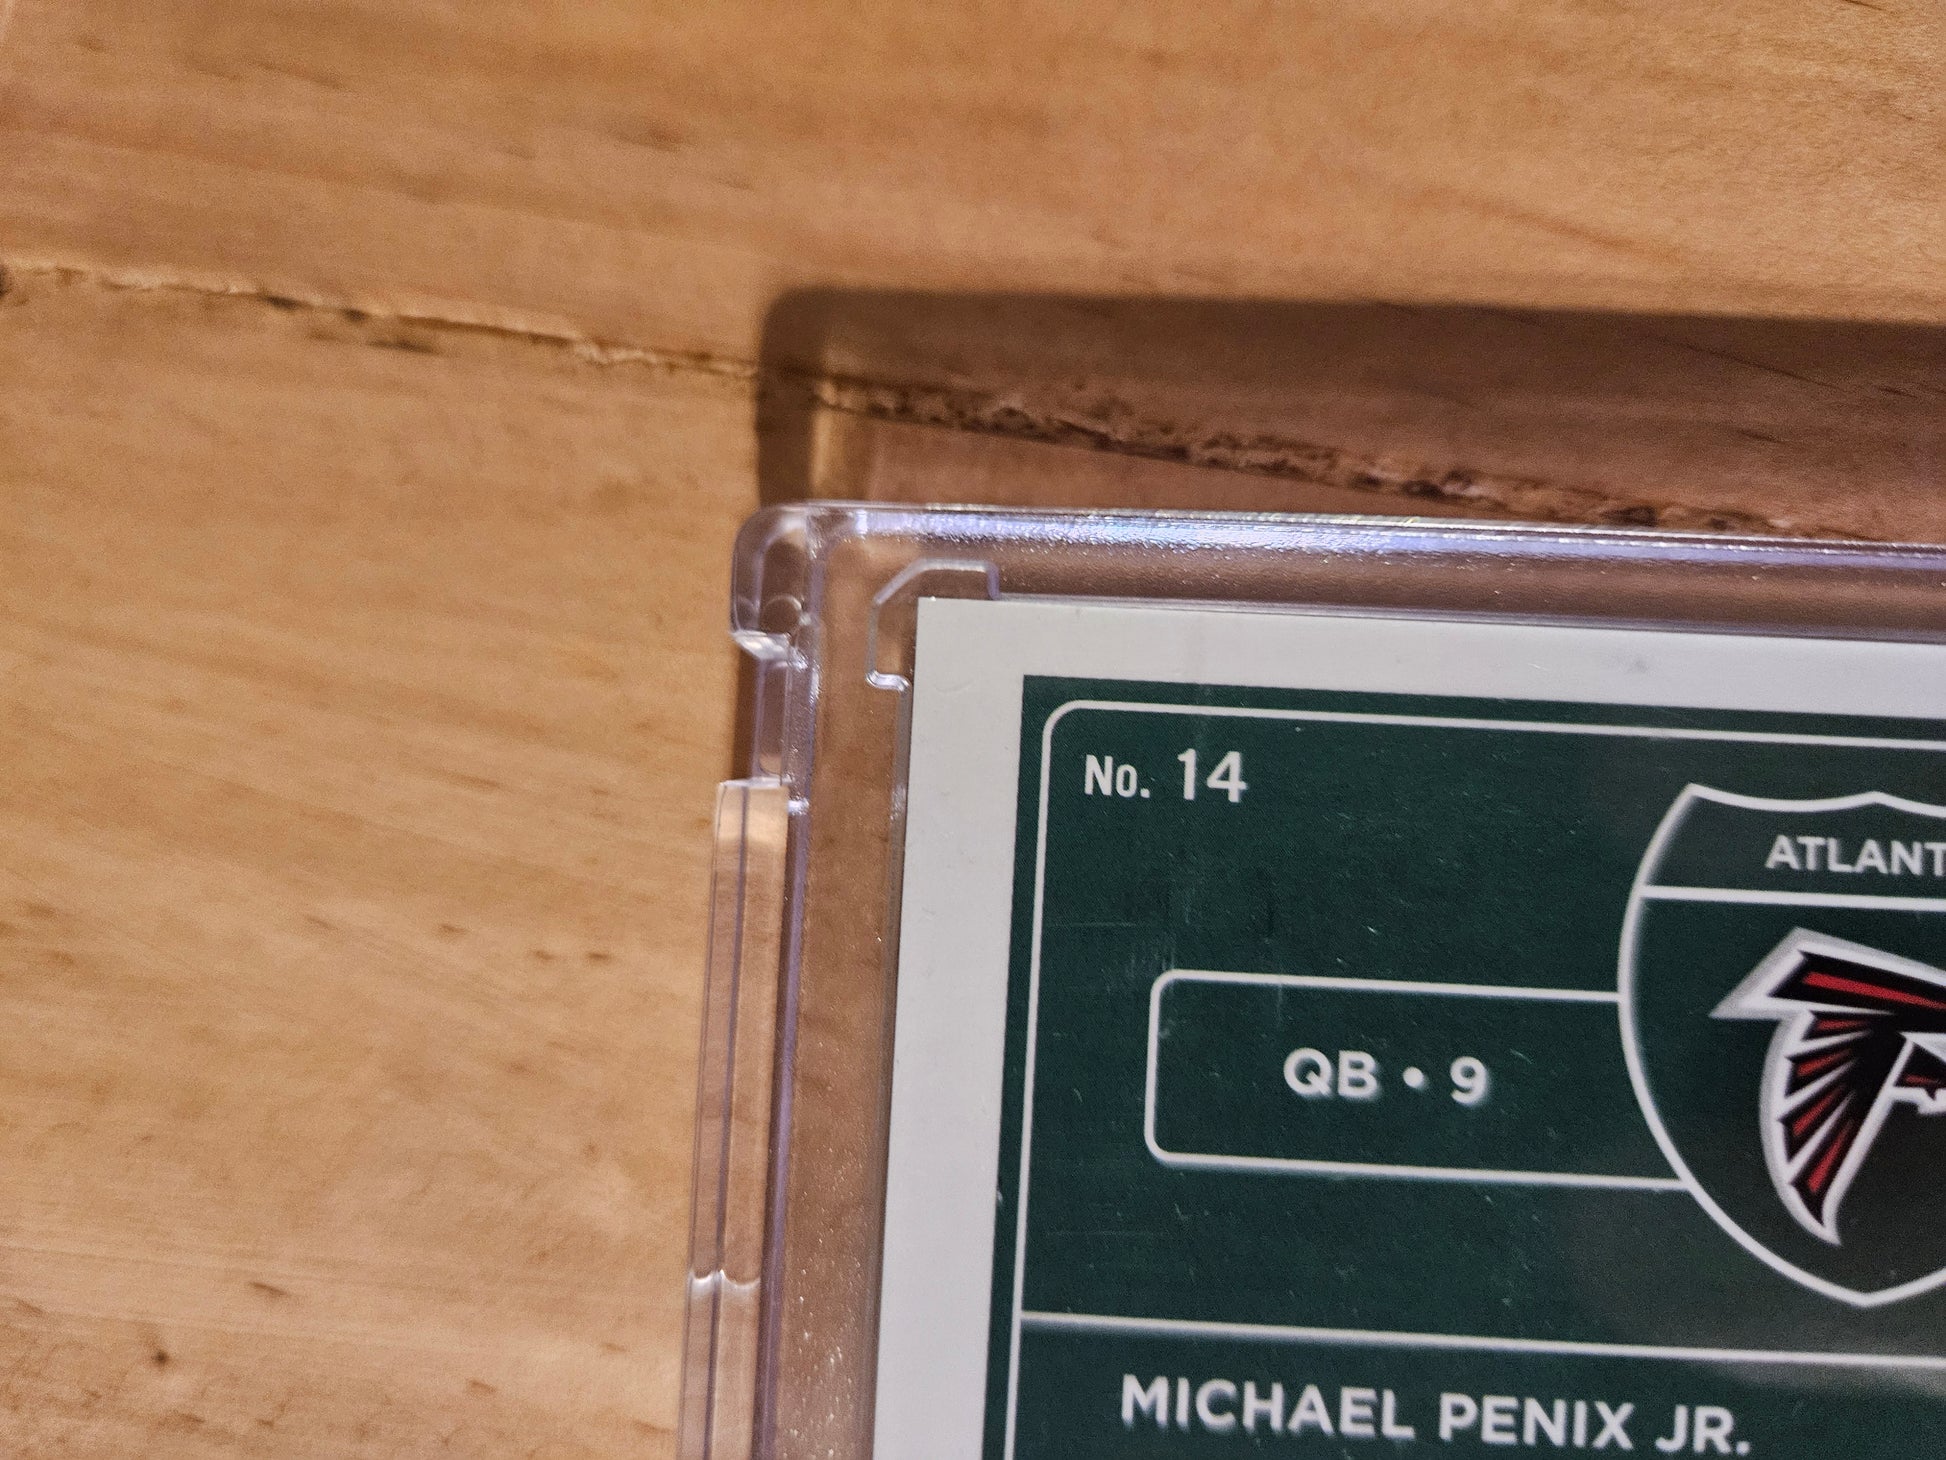 No. 14
ATLANT
QB • 9
MICHAEL PENIX JR.